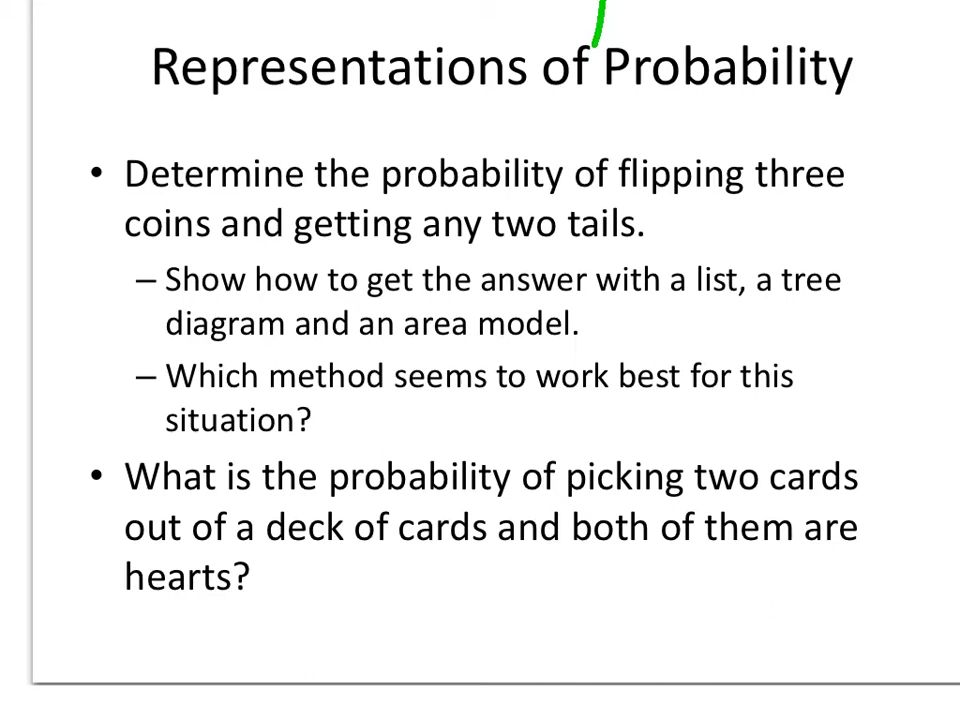 Representations of Probability
• Determine the probability of flipping three
coins and getting any two tails.
– Show how to get the answer with a list, a tree
diagram and an area model.
– Which method seems to work best for this
situation?
• What is the probability of picking two cards
out of a deck of cards and both of them are
hearts?